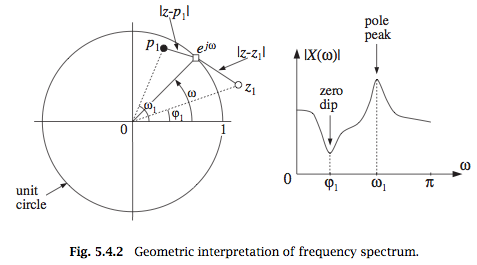 |z-p₁|
p₁
e^jω
|z-z₁|
z₁
ω₁
ω
φ₁
0
1
unit
circle
pole
peak
|X(ω)|
zero
dip
ω
0
φ₁
ω₁
π
Fig. 5.4.2 Geometric interpretation of frequency spectrum.